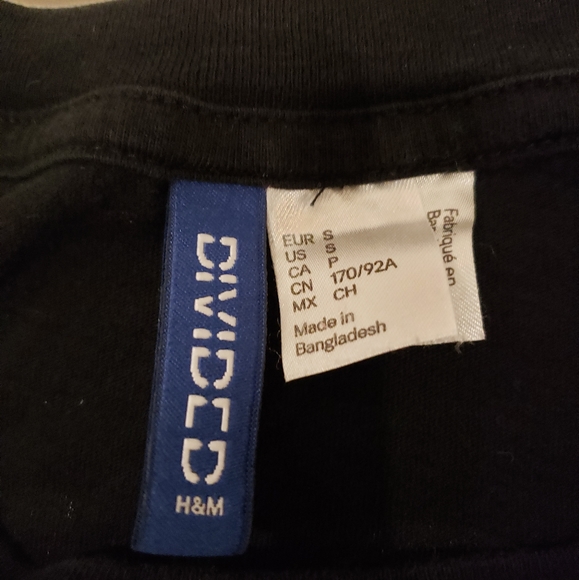 DIVIDED
H&M
EUR S
US S
CA P
CN 170/92A
MX CH
Made in
Bangladesh
Fabriqué en